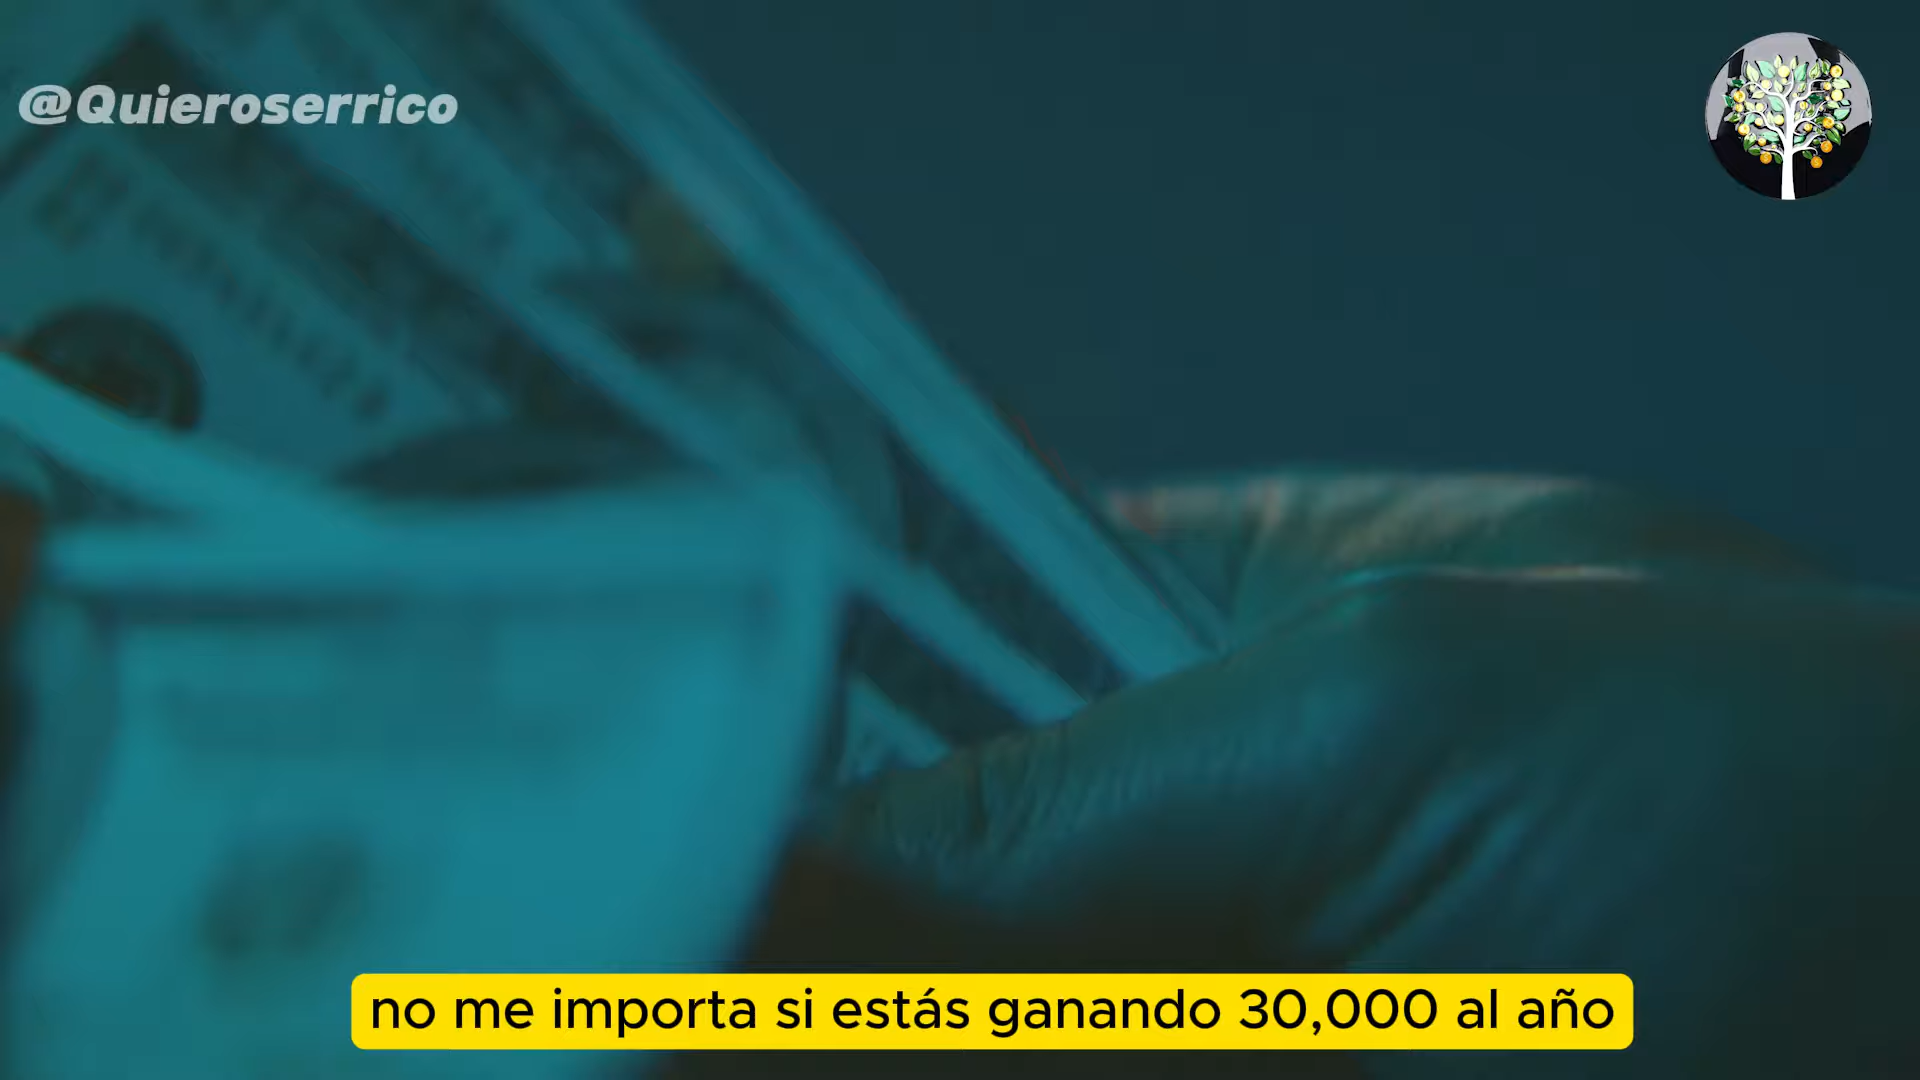 @Quieroserrico
no me importa si estás ganando 30,000 al año